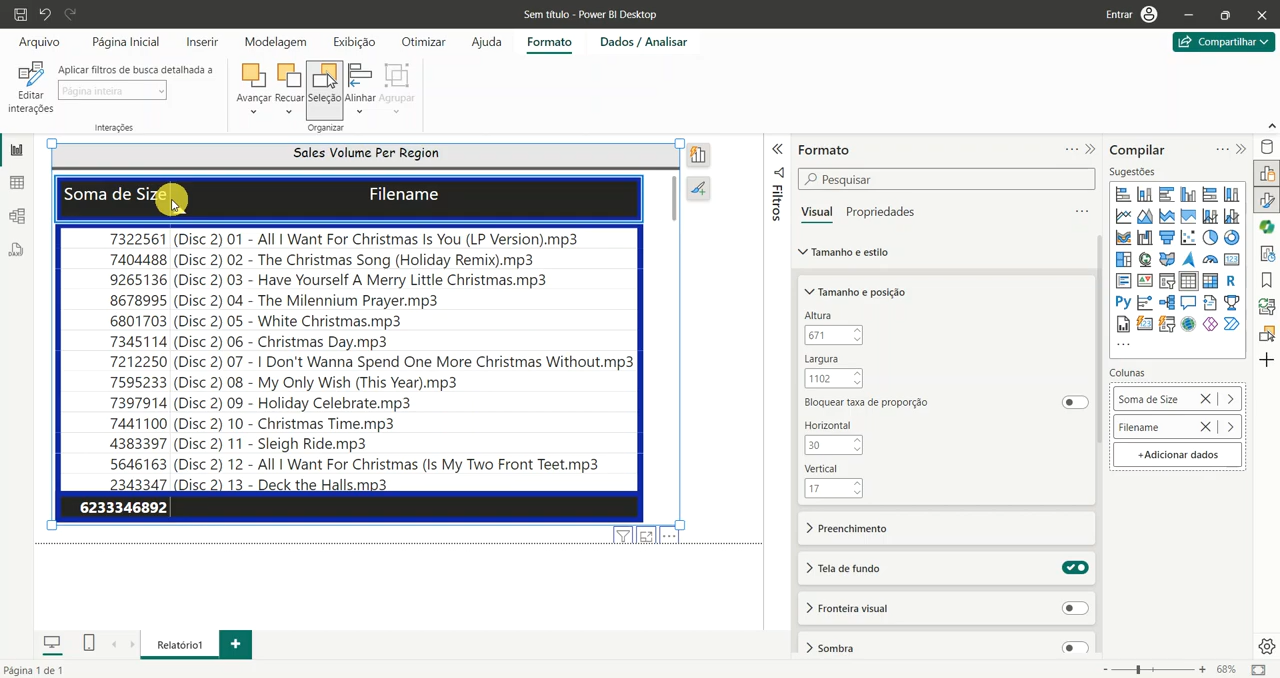 Sem título - Power BI Desktop
Entrar
Arquivo Página Inicial Inserir Modelagem Exibição Otimizar Ajuda Formato Dados / Analisar
Compartilhar
Editar interações
Aplicar filtros de busca detalhada a
Página inteira
Interações
Avançar Recuar Seleção Alinhar Agrupar
Organizar
Sales Volume Per Region
Soma de Size Filename
7322561 (Disc 2) 01 - All I Want For Christmas Is You (LP Version).mp3
7404488 (Disc 2) 02 - The Christmas Song (Holiday Remix).mp3
9265136 (Disc 2) 03 - Have Yourself A Merry Little Christmas.mp3
8678995 (Disc 2) 04 - The Milennium Prayer.mp3
6801703 (Disc 2) 05 - White Christmas.mp3
7345114 (Disc 2) 06 - Christmas Day.mp3
7212250 (Disc 2) 07 - I Don't Wanna Spend One More Christmas Without.mp3
7595233 (Disc 2) 08 - My Only Wish (This Year).mp3
7397914 (Disc 2) 09 - Holiday Celebrate.mp3
7441100 (Disc 2) 10 - Christmas Time.mp3
4383397 (Disc 2) 11 - Sleigh Ride.mp3
5646163 (Disc 2) 12 - All I Want For Christmas (Is My Two Front Teet.mp3
2343347 (Disc 2) 13 - Deck the Halls.mp3
6233346892
Filtros
Formato
Pesquisar
Visual Propriedades
Tamanho e estilo
Tamanho e posição
Altura
671
Largura
1102
Bloquear taxa de proporção
Horizontal
30
Vertical
17
Preenchimento
Tela de fundo
Fronteira visual
Sombra
Compilar
Sugestões
R
Py
123
Colunas
Soma de Size
Filename
+Adicionar dados
DAX
Relatório1
Página 1 de 1
- + 68%